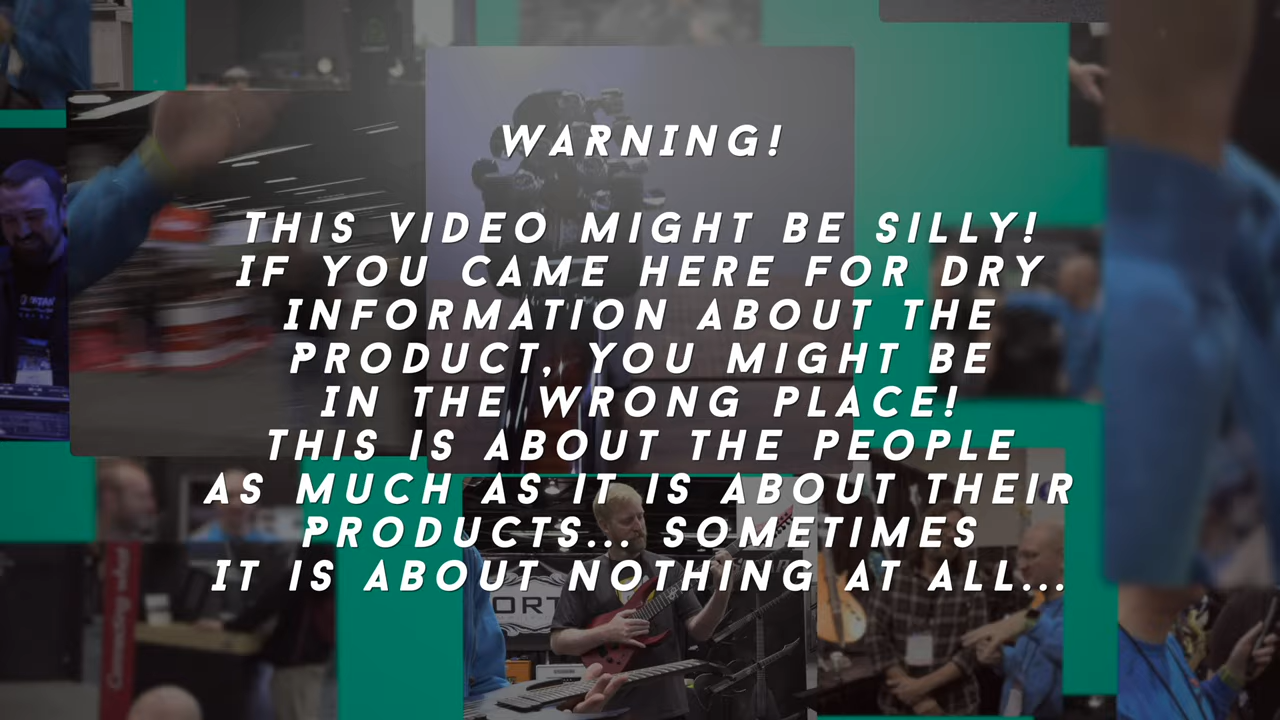 WARNING!
THIS VIDEO MIGHT BE SILLY!
IF YOU CAME HERE FOR DRY
INFORMATION ABOUT THE
PRODUCT, YOU MIGHT BE
IN THE WRONG PLACE!
THIS IS ABOUT THE PEOPLE
AS MUCH AS IT IS ABOUT THEIR
PRODUCTS... SOMETIMES
IT IS ABOUT NOTHING AT ALL...